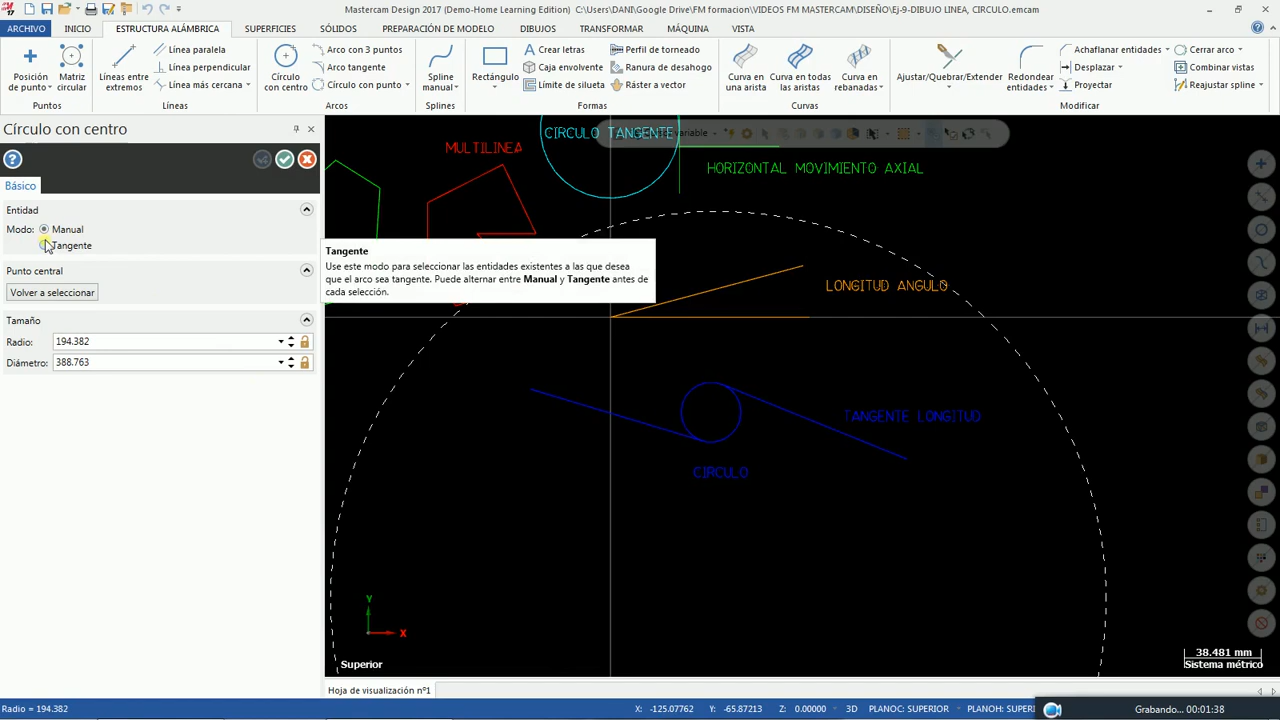 Mastercam Design 2017 (Demo-Home Learning Edition)  C:\Users\DANI\Google Drive\FM formacion\VIDEOS FM MASTERCAM\DISEÑO\Ej-9-DIBUJO LINEA, CIRCULO.emcam
ARCHIVO INICIO ESTRUCTURA ALÁMBRICA SUPERFICIES SÓLIDOS PREPARACIÓN DE MODELO DIBUJOS TRANSFORMAR MÁQUINA VISTA
Posición de punto
Matriz circular
Puntos
Líneas entre extremos
Línea paralela
Línea perpendicular
Línea más cercana
Líneas
Círculo con centro
Arco con 3 puntos
Arco tangente
Círculo con punto
Arcos
Spline manual
Splines
Rectángulo
Crear letras
Caja envolvente
Límite de silueta
Perfil de torneado
Ranura de desahogo
Ráster a vector
Formas
Curva en una arista
Curva en todas las aristas
Curva en rebanadas
Curvas
Ajustar/Quebrar/Extender
Redondear entidades
Achaflanar entidades
Desplazar
Proyectar
Cerrar arco
Combinar vistas
Reajustar spline
Modificar
Círculo con centro
Básico
Entidad
Modo: Manual
Tangente
Punto central
Volver a seleccionar
Tamaño
Radio: 194.382
Diámetro: 388.763
Tangente
Use este modo para seleccionar las entidades existentes a las que desea
que el arco sea tangente. Puede alternar entre Manual y Tangente antes de
cada selección.
CIRCULO TANGENTE
variable
MULTILINEA
HORIZONTAL MOVIMIENTO AXIAL
LONGITUD ANGULO
TANGENTE LONGITUD
CIRCULO
Y
X
Superior
38.481 mm
Sistema métrico
Hoja de visualización nº1
Radio = 194.382
X: -125.07762 Y: -65.87213 Z: 0.00000 3D PLANOC: SUPERIOR PLANOH: SUPERI
Grabando... 00:01:38